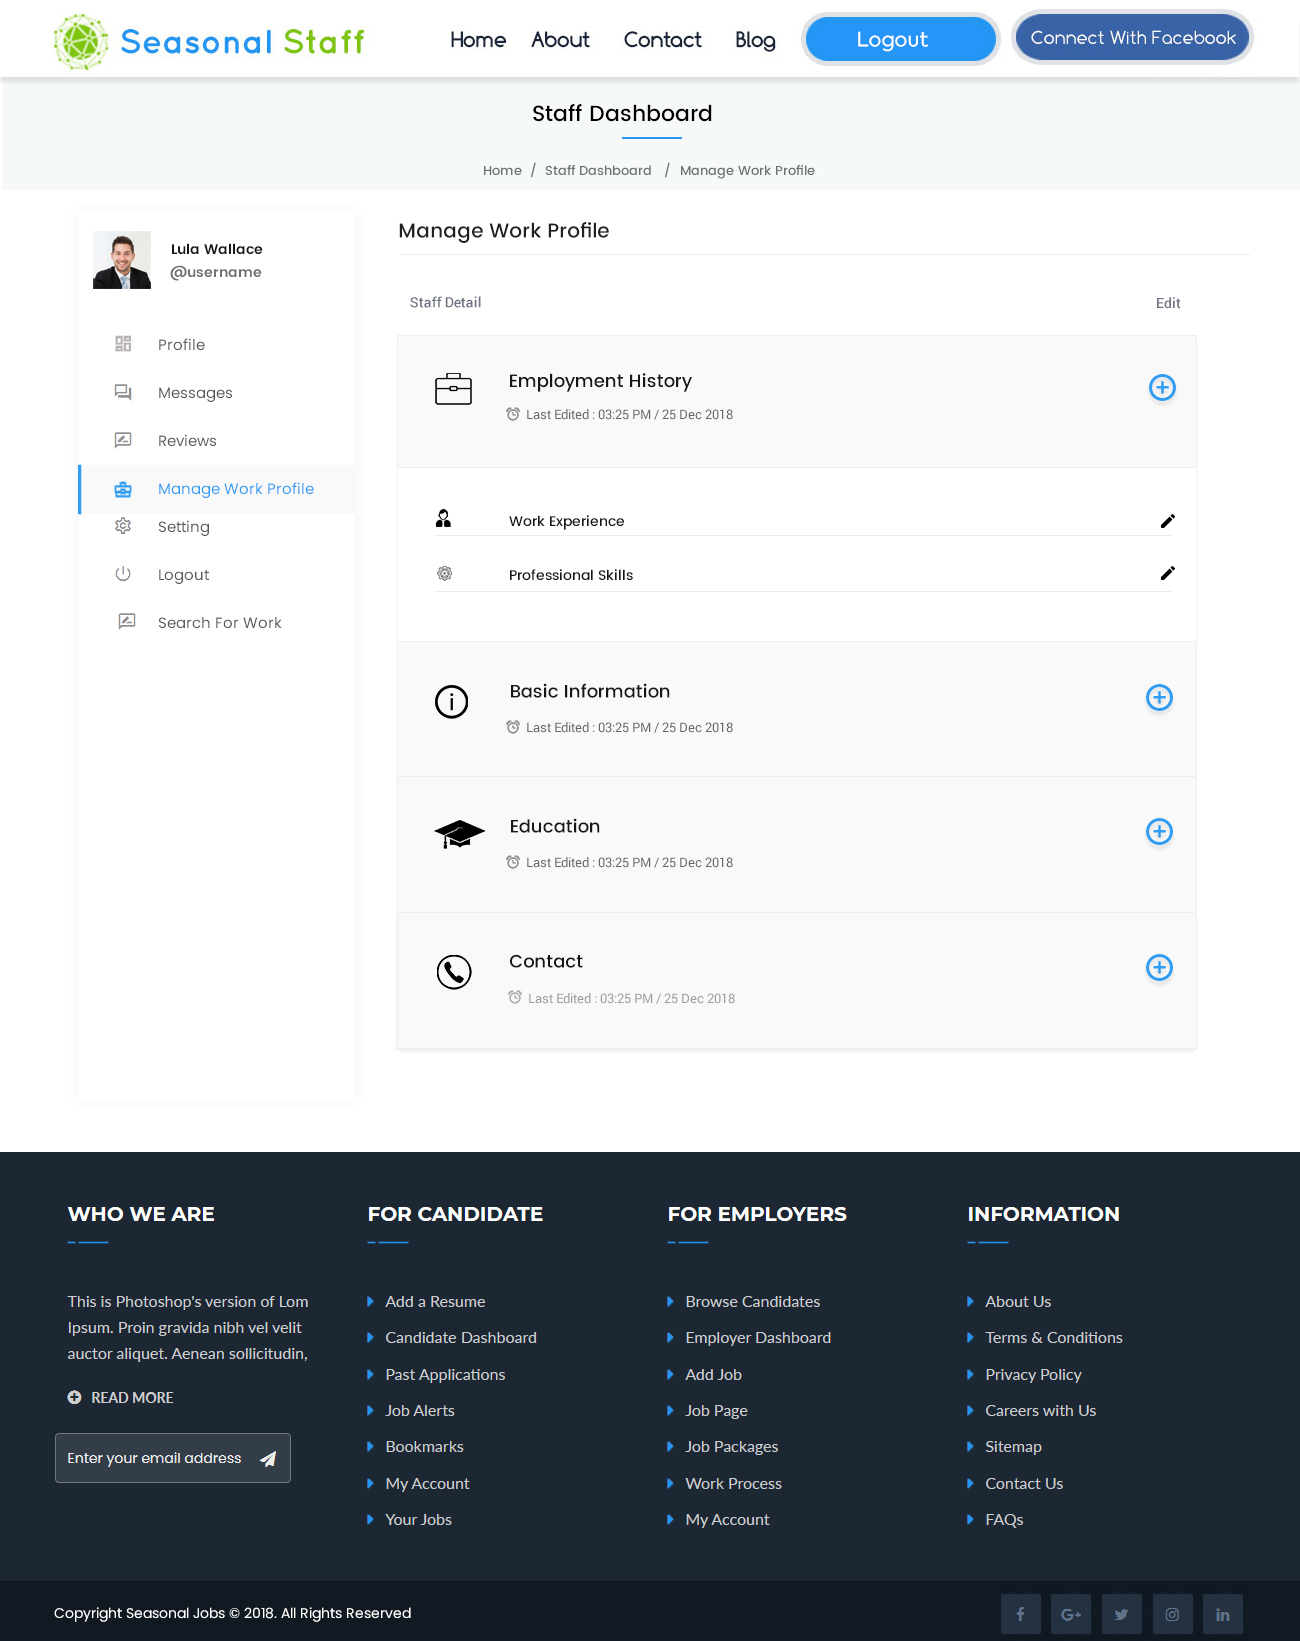 Seasonal Staff
Home About Contact Blog Logout Connect With Facebook
Staff Dashboard
Home / Staff Dashboard / Manage Work Profile
Lula Wallace
@username
Profile
Messages
Reviews
Manage Work Profile
Setting
Logout
Search For Work
Manage Work Profile
Staff Detail Edit
Employment History
Last Edited : 03:25 PM / 25 Dec 2018
Work Experience
Professional Skills
Basic Information
Last Edited : 03:25 PM / 25 Dec 2018
Education
Last Edited : 03:25 PM / 25 Dec 2018
Contact
Last Edited : 03:25 PM / 25 Dec 2018
WHO WE ARE
This is Photoshop's version of Lom
Ipsum. Proin gravida nibh vel velit
auctor aliquet. Aenean sollicitudin,
READ MORE
Enter your email address
FOR CANDIDATE
Add a Resume
Candidate Dashboard
Past Applications
Job Alerts
Bookmarks
My Account
Your Jobs
FOR EMPLOYERS
Browse Candidates
Employer Dashboard
Add Job
Job Page
Job Packages
Work Process
My Account
INFORMATION
About Us
Terms & Conditions
Privacy Policy
Careers with Us
Sitemap
Contact Us
FAQs
Copyright Seasonal Jobs © 2018. All Rights Reserved